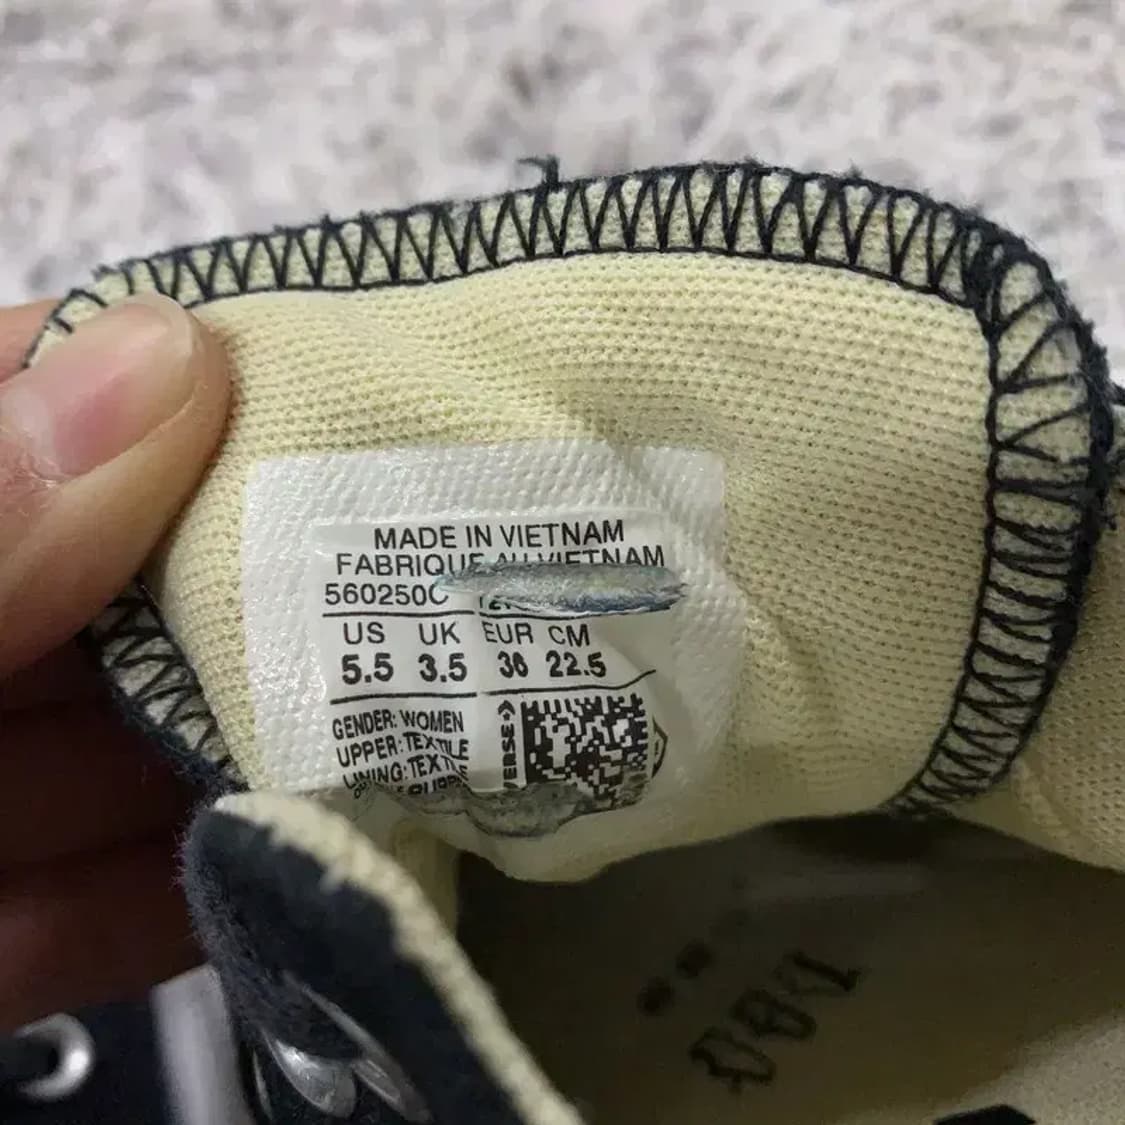 MADE IN VIETNAM
FABRIQUE AU VIETNAM
560250C
US UK EUR CM
5.5 3.5 36 22.5
GENDER: WOMEN
UPPER: TEXTILE
LINING: TEXTILE